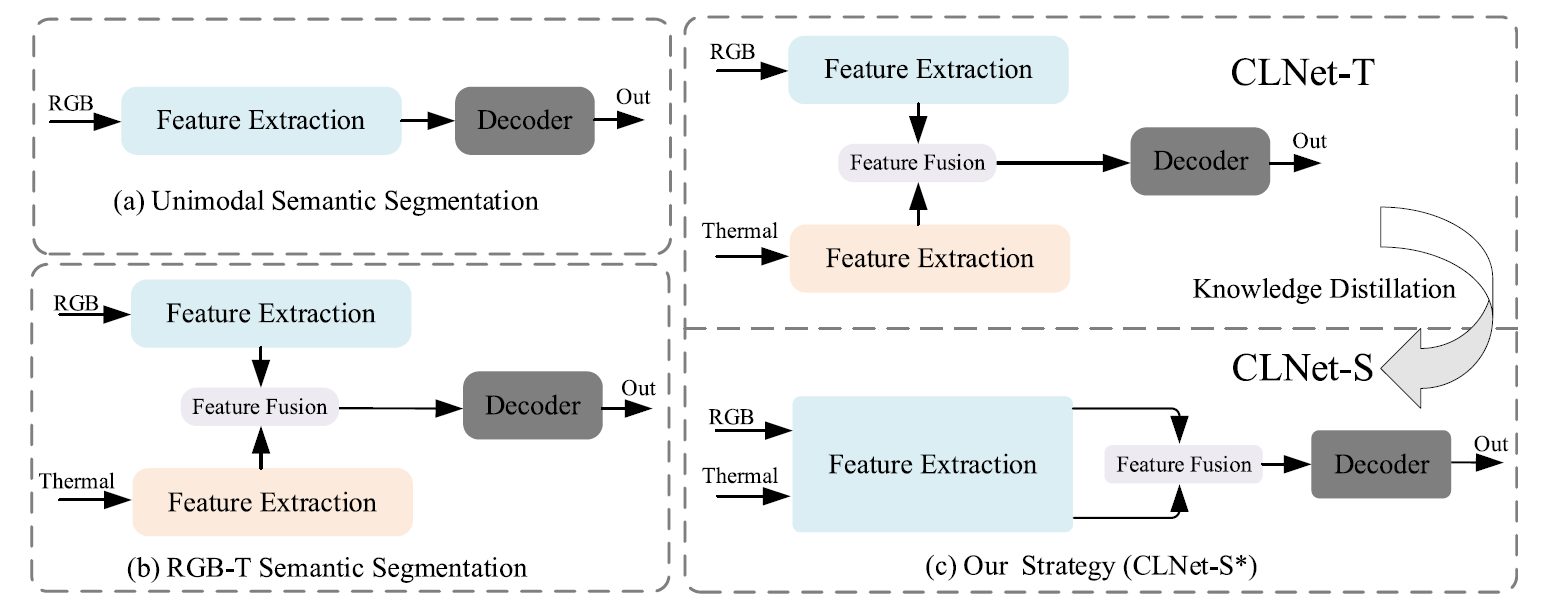 RGB
Feature Extraction
Decoder
Out
(a) Unimodal Semantic Segmentation
RGB
Feature Extraction
Feature Fusion
Decoder
Out
Thermal
Feature Extraction
(b) RGB-T Semantic Segmentation
RGB
Feature Extraction
CLNet-T
Feature Fusion
Decoder
Out
Thermal
Feature Extraction
Knowledge Distillation
CLNet-S
RGB
Thermal
Feature Extraction
Feature Fusion
Decoder
Out
(c) Our Strategy (CLNet-S*)